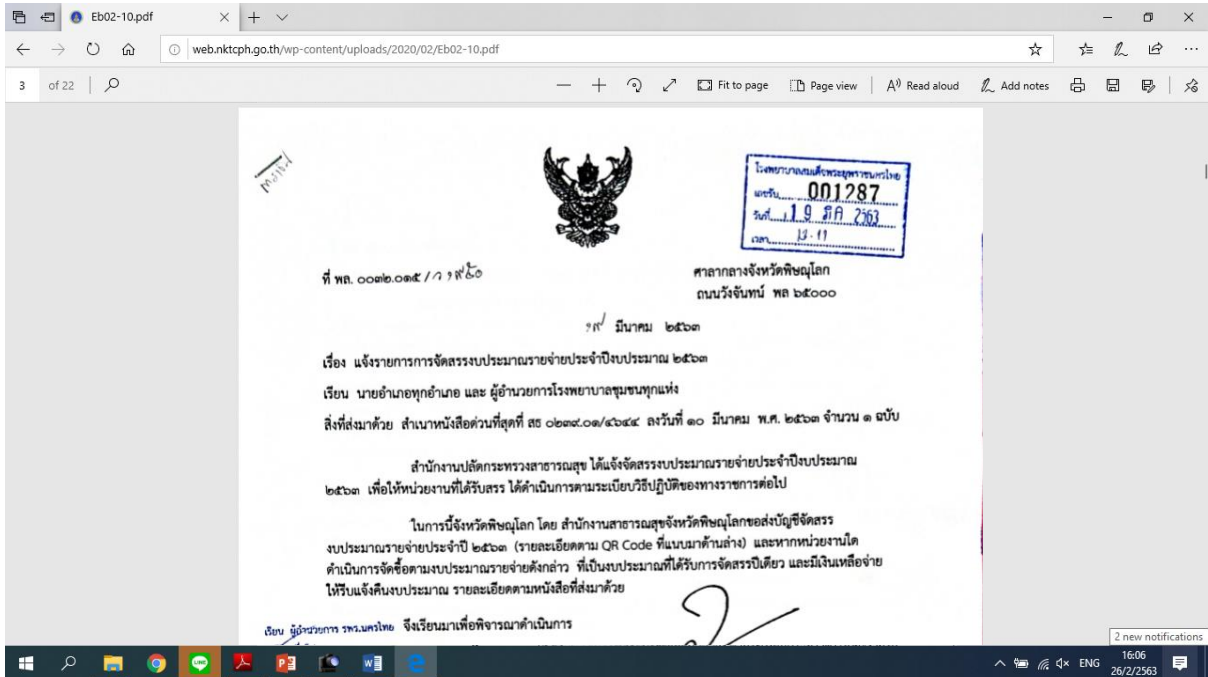 Eb02-10.pdf
web.nktcph.go.th/wp-content/uploads/2020/02/Eb02-10.pdf
3 of 22
Fit to page
Page view
Read aloud
Add notes
โรงพยาบาลสมเด็จพระยุพราชนครไทย
เลขรับ 001287
วันที่ 19 มีค 2563
เวลา 13.11
ที่ พล. ๐๐๓๒.๐๑๕/
ศาลากลางจังหวัดพิษณุโลก
ถนนวังจันทน์ พล ๖๕๐๐๐
๑๙ มีนาคม ๒๕๖๓
เรื่อง แจ้งรายการการจัดสรรงบประมาณรายจ่ายประจำปีงบประมาณ ๒๕๖๓
เรียน นายอำเภอทุกอำเภอ และ ผู้อำนวยการโรงพยาบาลชุมชนทุกแห่ง
สิ่งที่ส่งมาด้วย สำเนาหนังสือด่วนที่สุดที่ สธ ๐๒๓๙.๐๑/๔๖๔๔ ลงวันที่ ๑๐ มีนาคม พ.ศ. ๒๕๖๓ จำนวน ๑ ฉบับ
สำนักงานปลัดกระทรวงสาธารณสุข ได้แจ้งจัดสรรงบประมาณรายจ่ายประจำปีงบประมาณ
๒๕๖๓ เพื่อให้หน่วยงานที่ได้รับสรร ได้ดำเนินการตามระเบียบวิธีปฏิบัติของทางราชการต่อไป
ในการนี้จังหวัดพิษณุโลก โดย สำนักงานสาธารณสุขจังหวัดพิษณุโลกขอส่งบัญชีจัดสรร
งบประมาณรายจ่ายประจำปี ๒๕๖๓ (รายละเอียดตาม QR Code ที่แนบมาด้านล่าง) และหากหน่วยงานใด
ดำเนินการจัดซื้อตามงบประมาณรายจ่ายดังกล่าว ที่เป็นงบประมาณที่ได้รับการจัดสรรปีเดียว และมีเงินเหลือจ่าย
ให้รีบแจ้งคืนงบประมาณ รายละเอียดตามหนังสือที่ส่งมาด้วย
เรียน ผู้อำนวยการ รพร.นครไทย
จึงเรียนมาเพื่อพิจารณาดำเนินการ
2 new notifications
ENG
16:06
26/2/2563